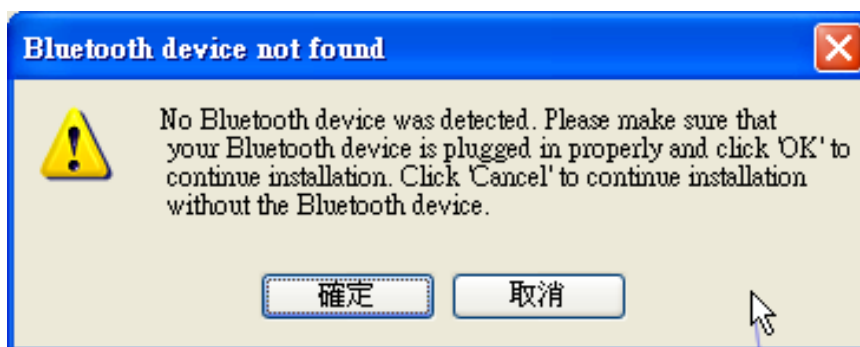 Bluetooth device not found
No Bluetooth device was detected. Please make sure that
your Bluetooth device is plugged in properly and click 'OK' to
continue installation. Click 'Cancel' to continue installation
without the Bluetooth device.
確定
取消